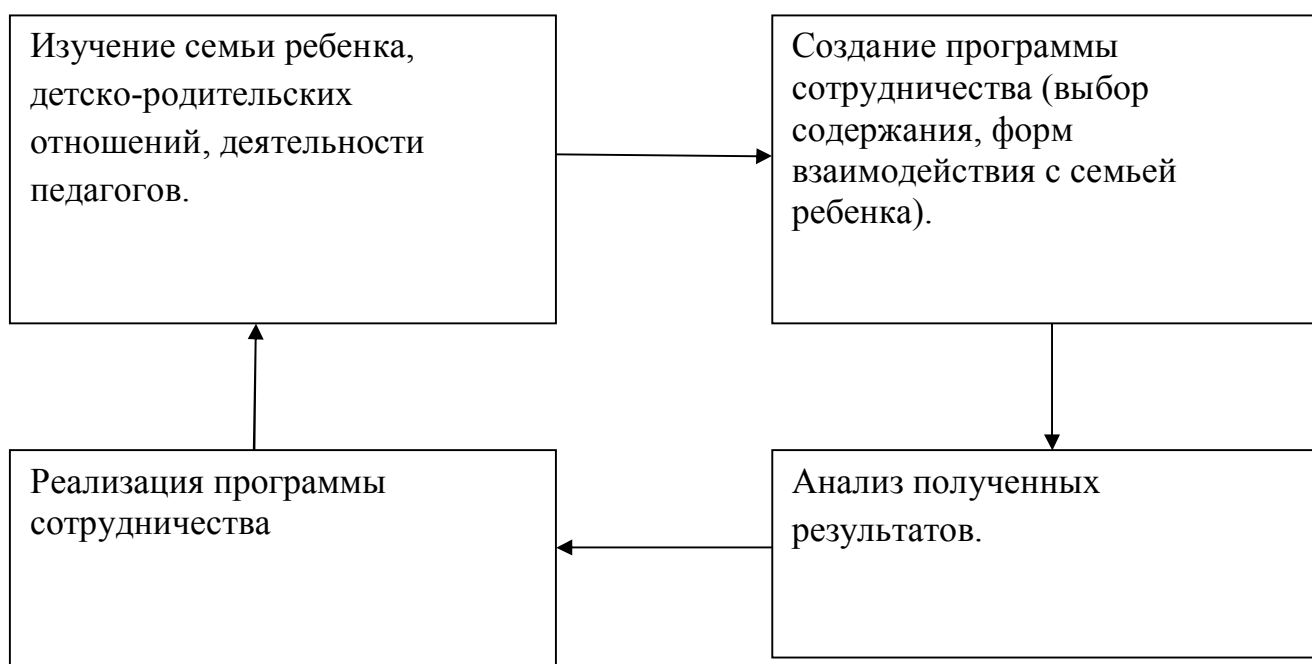 Изучение семьи ребенка,
детско-родительских
отношений, деятельности
педагогов.
Создание программы
сотрудничества (выбор
содержания, форм
взаимодействия с семьей
ребенка).
Реализация программы
сотрудничества
Анализ полученных
результатов.